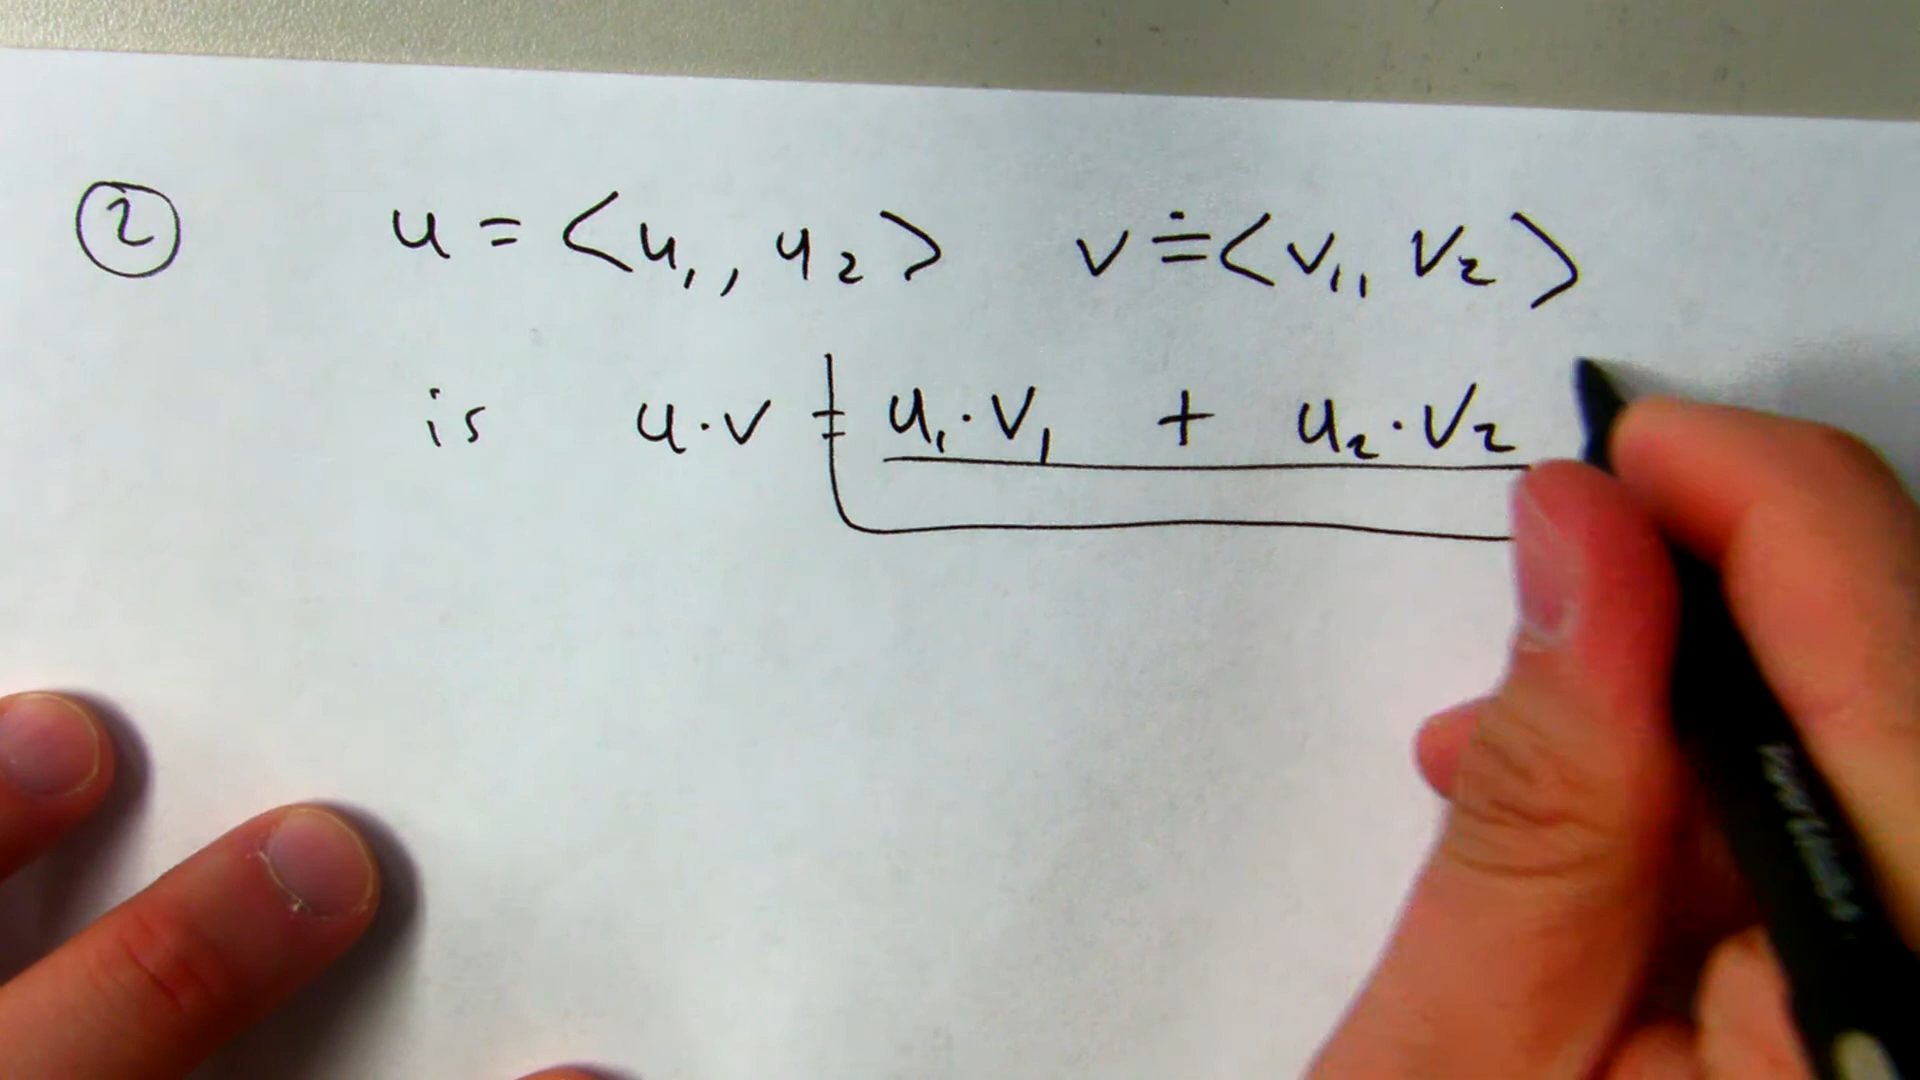 ② u = <u₁, u₂> v = <v₁, v₂>
is u·v = u₁·v₁ + u₂·v₂